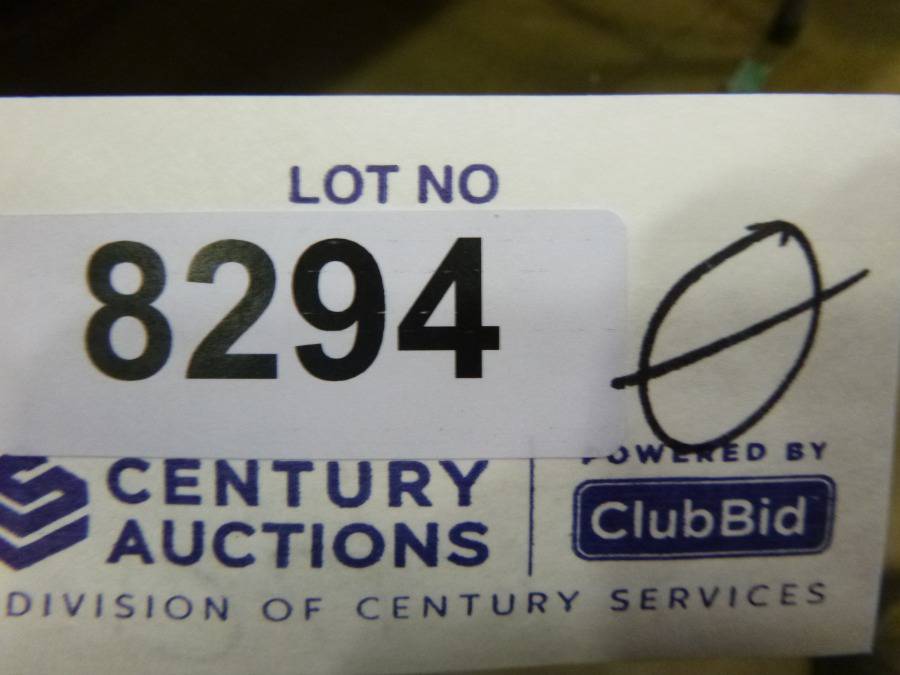 LOT NO
8294
CENTURY
AUCTIONS
POWERED BY
ClubBid
DIVISION OF CENTURY SERVICES